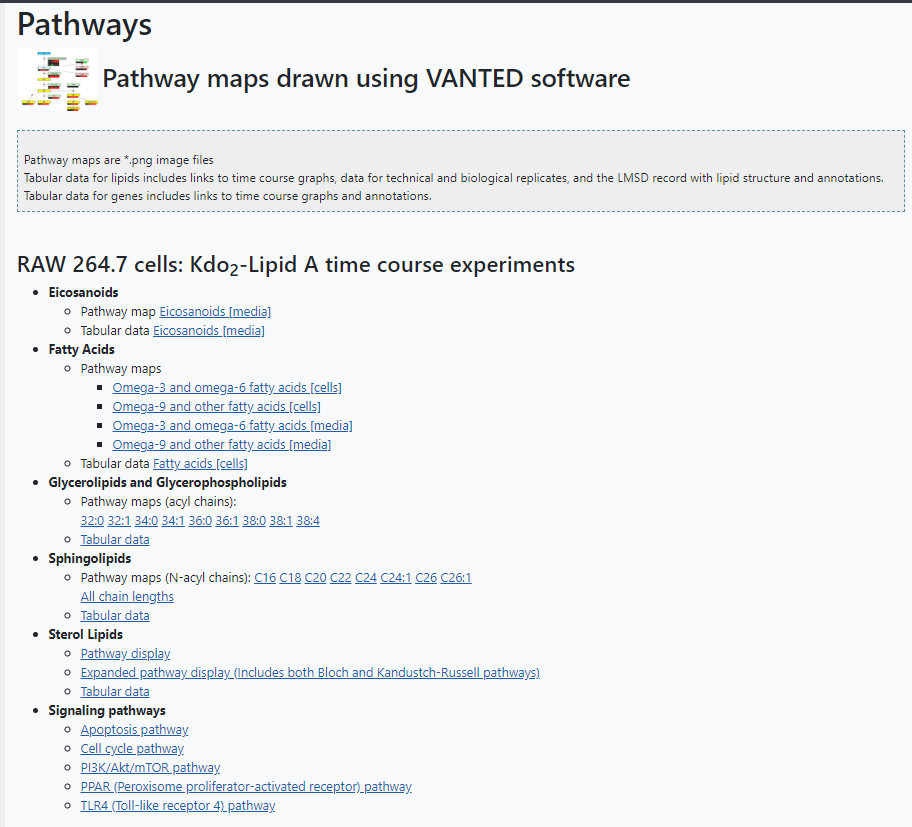 Pathways
Pathway maps drawn using VANTED software
Pathway maps are *.png image files
Tabular data for lipids includes links to time course graphs, data for technical and biological replicates, and the LMSD record with lipid structure and annotations.
Tabular data for genes includes links to time course graphs and annotations.
RAW 264.7 cells: Kdo2-Lipid A time course experiments
Eicosanoids
Pathway map Eicosanoids [media]
Tabular data Eicosanoids [media]
Fatty Acids
Pathway maps
Omega-3 and omega-6 fatty acids [cells]
Omega-9 and other fatty acids [cells]
Omega-3 and omega-6 fatty acids [media]
Omega-9 and other fatty acids [media]
Tabular data Fatty acids [cells]
Glycerolipids and Glycerophospholipids
Pathway maps (acyl chains):
32:0 32:1 34:0 34:1 36:0 36:1 38:0 38:1 38:4
Tabular data
Sphingolipids
Pathway maps (N-acyl chains): C16 C18 C20 C22 C24 C24:1 C26 C26:1
All chain lengths
Tabular data
Sterol Lipids
Pathway display
Expanded pathway display (Includes both Bloch and Kandustch-Russell pathways)
Tabular data
Signaling pathways
Apoptosis pathway
Cell cycle pathway
PI3K/Akt/mTOR pathway
PPAR (Peroxisome proliferator-activated receptor) pathway
TLR4 (Toll-like receptor 4) pathway